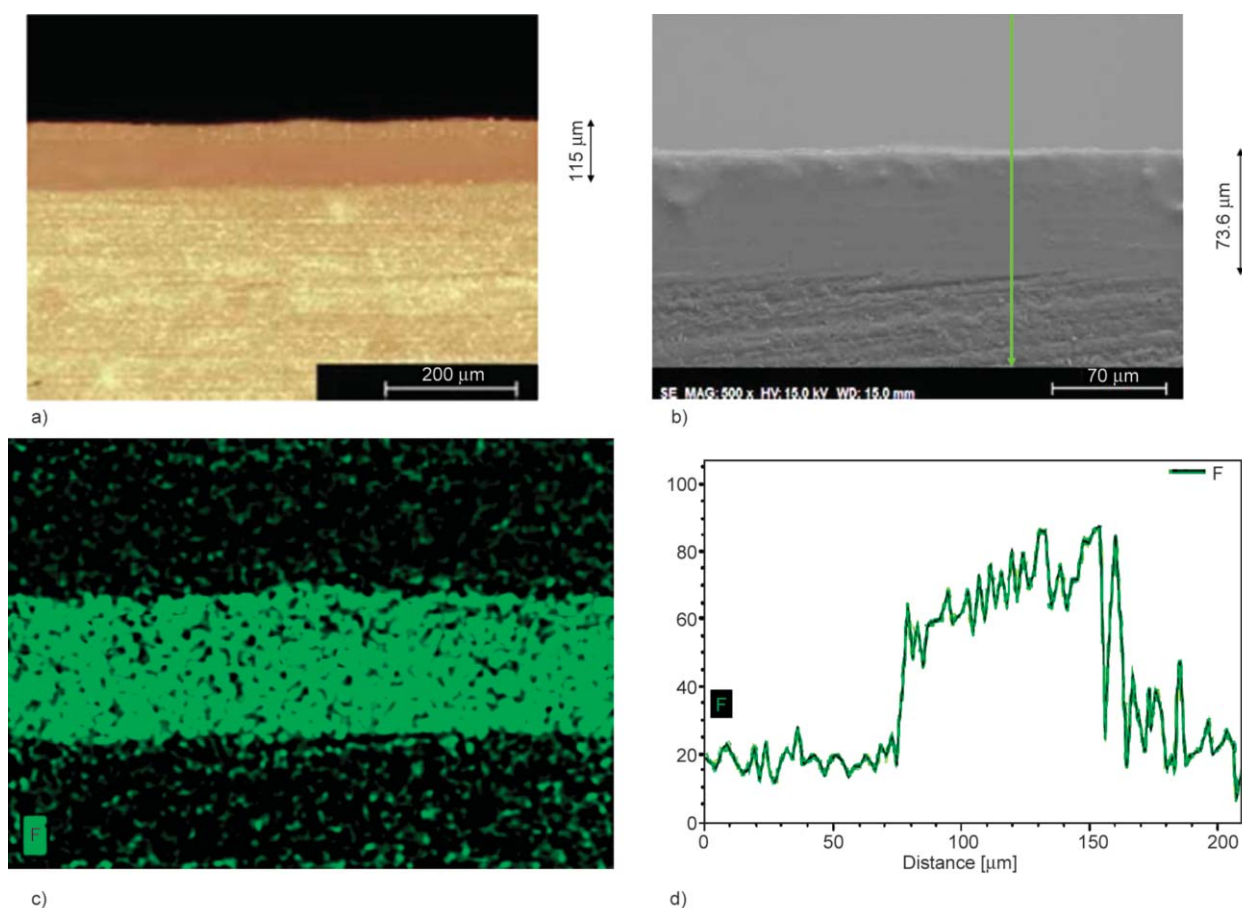 115 μm
200 μm
a)
73.6 μm
70 μm
SE MAG: 500 x HV: 15.0 kV WD: 15.0 mm
b)
F
c)
F
100
80
60
40
20
0
F
0
50
100
150
200
Distance [μm]
d)